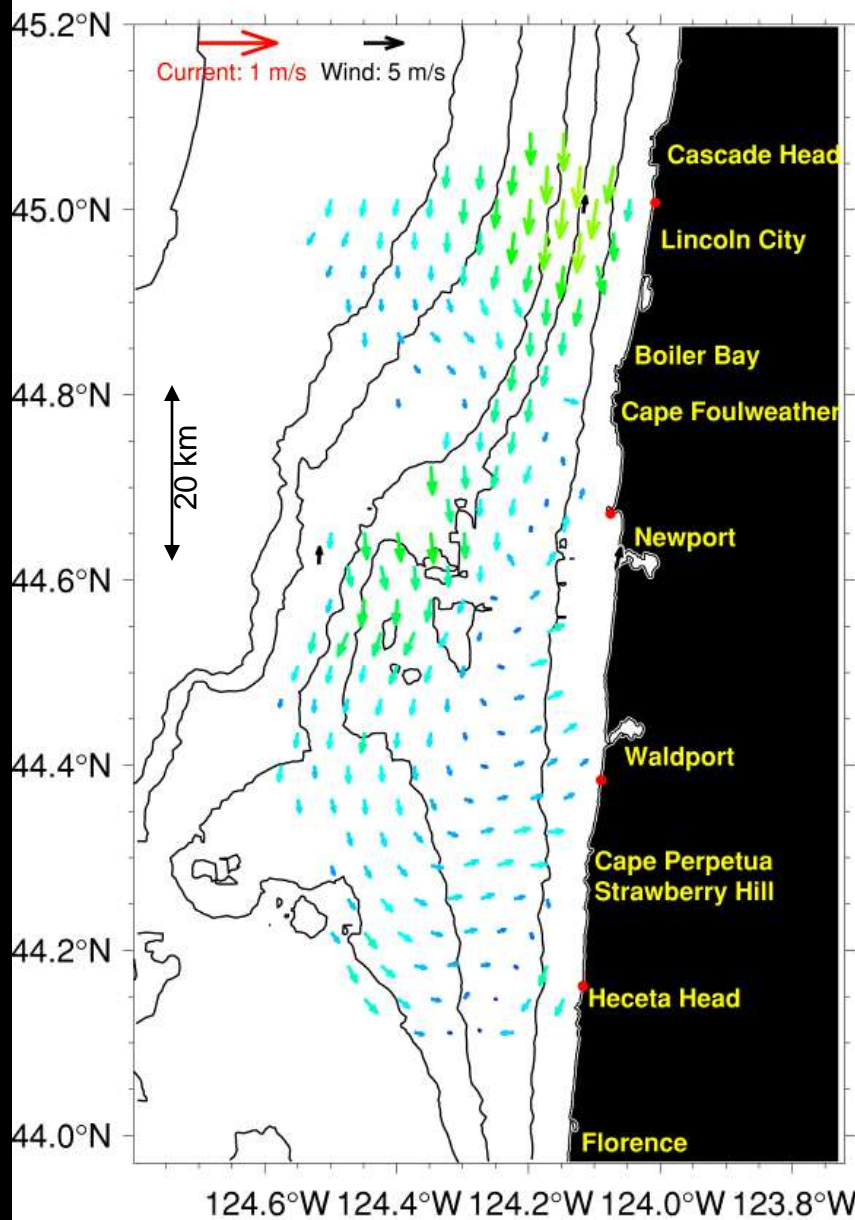 45.2°N
Current: 1 m/s Wind: 5 m/s
Cascade Head
45.0°N
Lincoln City
Boiler Bay
44.8°N
Cape Foulweather
20 km
Newport
44.6°N
Waldport
44.4°N
Cape Perpetua
Strawberry Hill
44.2°N
Heceta Head
44.0°N
Florence
124.6°W 124.4°W 124.2°W 124.0°W 123.8°W